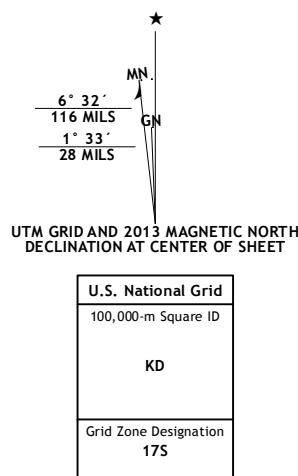 MN.
6° 32´
116 MILS
GN
1° 33´
28 MILS
UTM GRID AND 2013 MAGNETIC NORTH
DECLINATION AT CENTER OF SHEET
U.S. National Grid
100,000-m Square ID
KD
Grid Zone Designation
17S